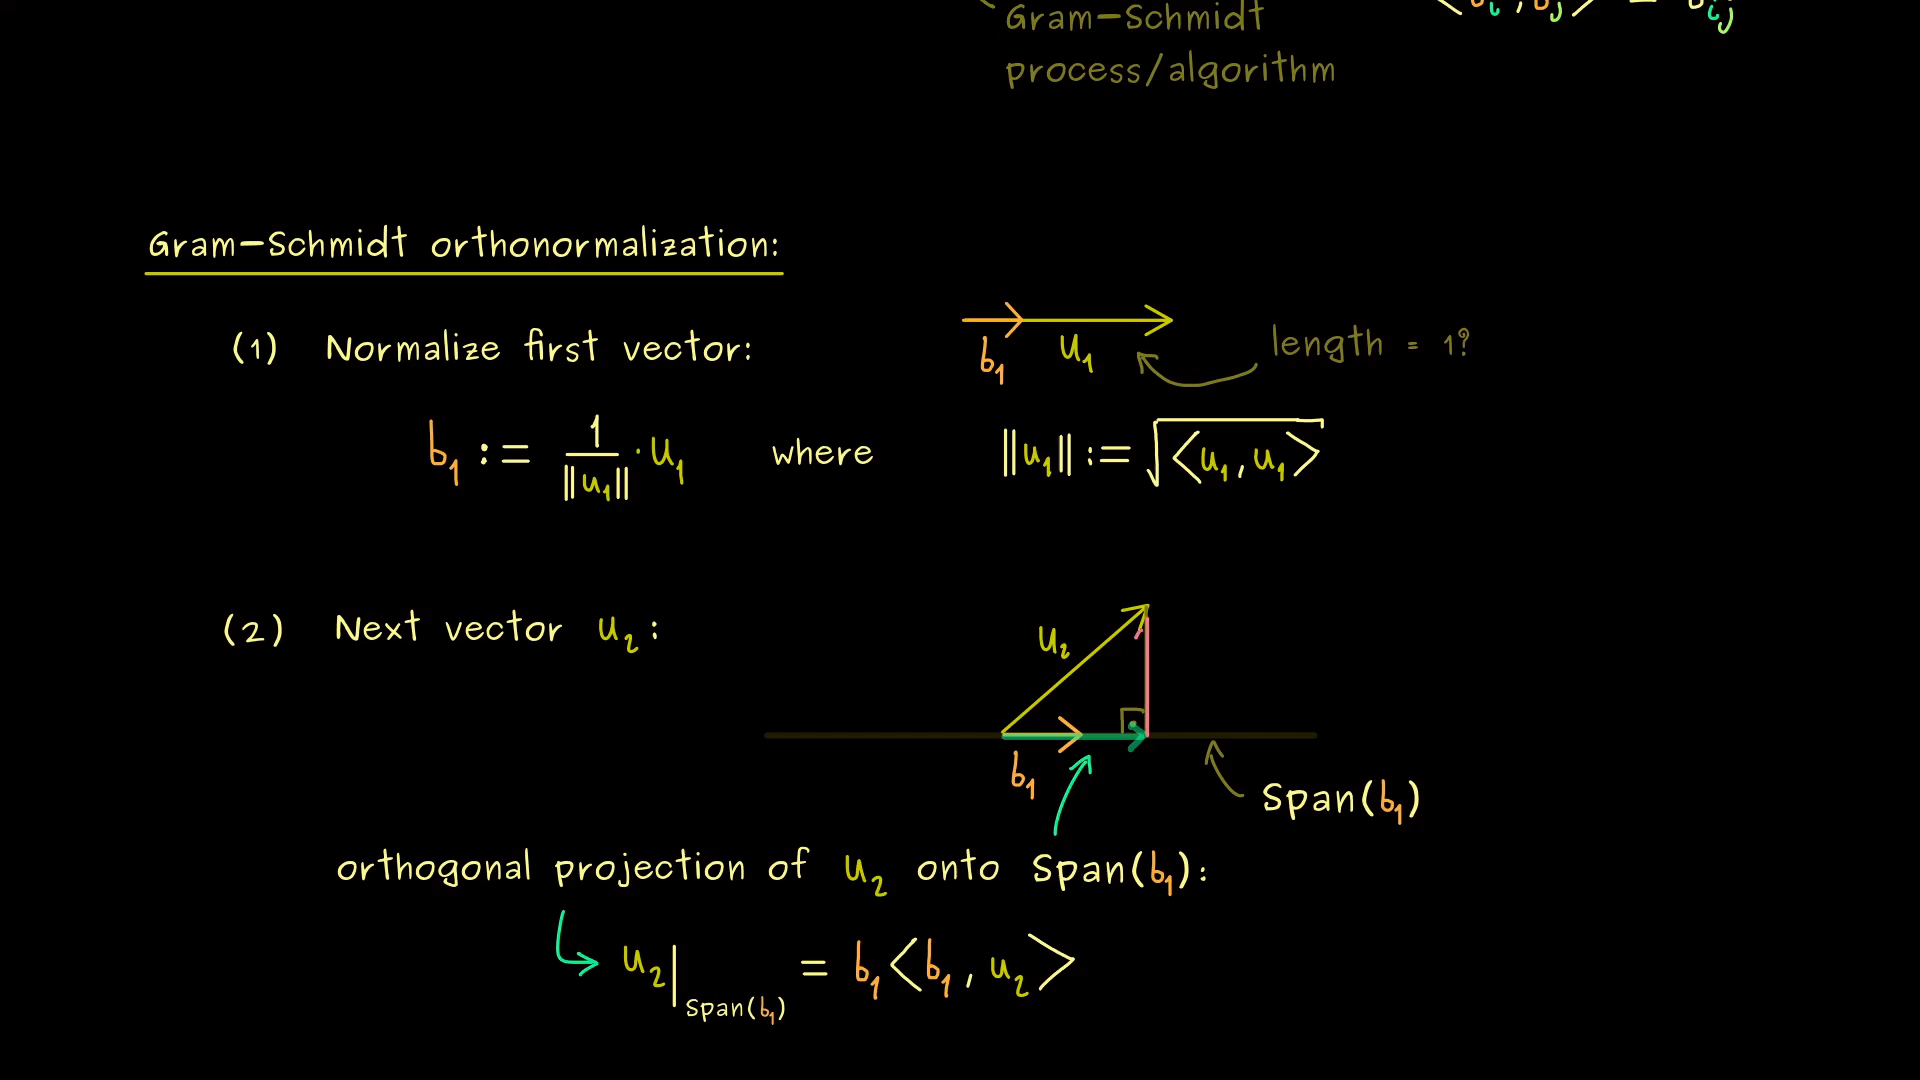 Gram-Schmidt
process/algorithm
Gram-Schmidt orthonormalization:
(1) Normalize first vector:
b₁ u₁ length = 1?
b₁ := 1/‖u₁‖ · u₁ where ‖u₁‖ := √⟨u₁, u₁⟩
(2) Next vector u₂:
u₂
b₁
Span(b₁)
orthogonal projection of u₂ onto Span(b₁):
u₂|Span(b₁) = b₁⟨b₁, u₂⟩